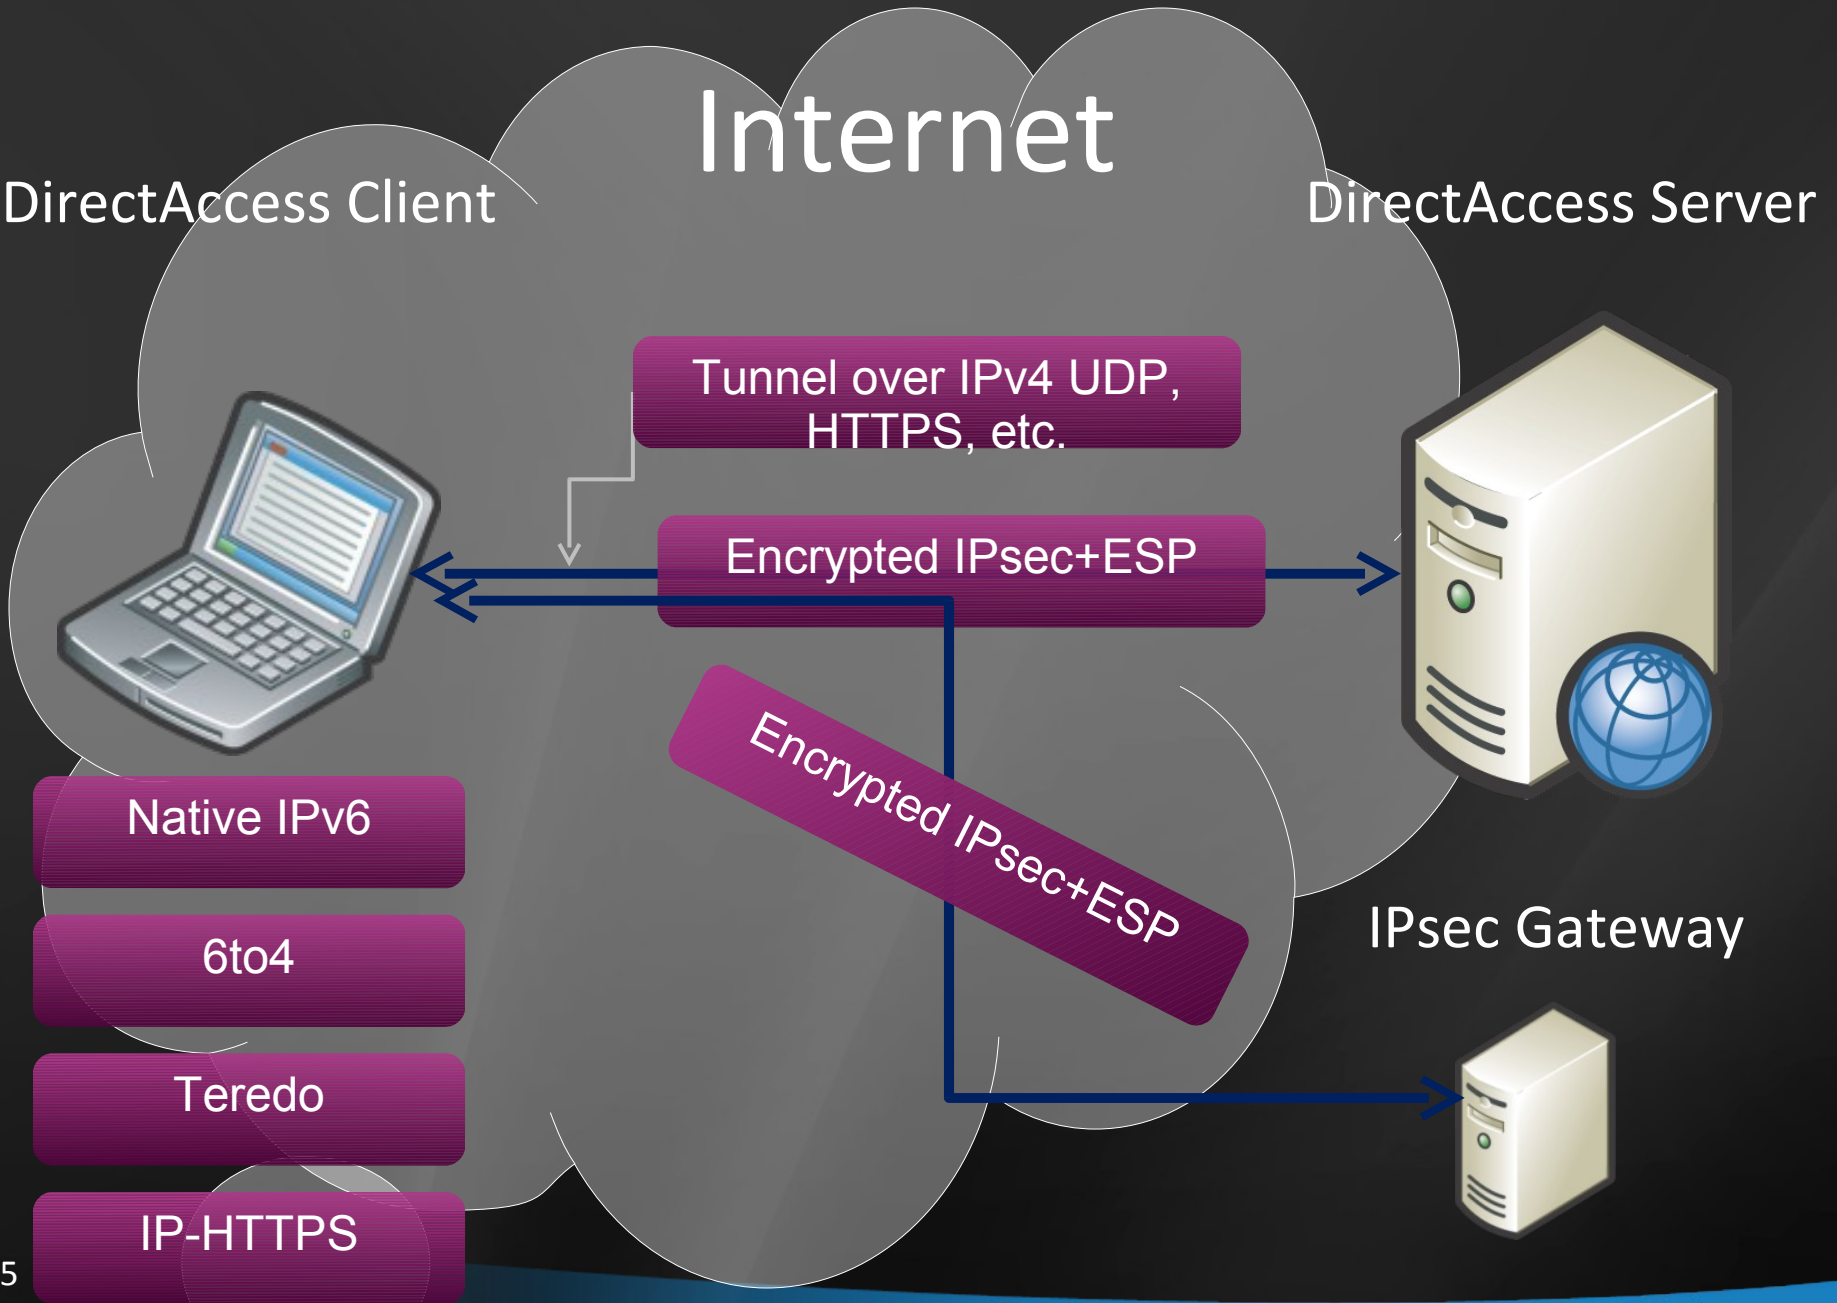 Internet
DirectAccess Client
DirectAccess Server
Tunnel over IPv4 UDP,
HTTPS, etc.
Encrypted IPsec+ESP
Encrypted IPsec+ESP
Native IPv6
6to4
Teredo
IP-HTTPS
IPsec Gateway
5